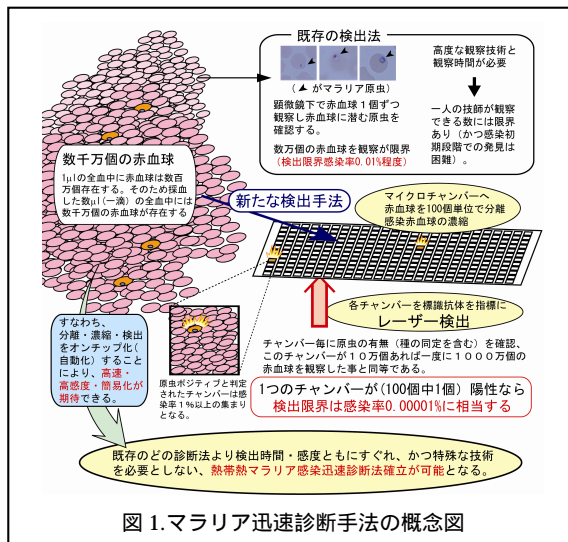 既存の検出法
(
がマラリア原虫)
顕微鏡下で赤血球1個ずつ
観察し赤血球に潜む原虫を
確認する。
数万個の赤血球を観察が限界
(検出限界感染率0.01%程度)
高度な観察技術と
観察時間が必要
一人の技師が観察
できる数には限界
あり（かつ感染初
期段階での発見は
困難）。
数千万個の赤血球
1μlの全血中に赤血球は数百
万個存在する。そのため採血
した数μl(一滴) の全血中には
数千万個の赤血球が存在する
新たな検出手法
マイクロチャンバーへ
赤血球を100個単位で分離
感染赤血球の濃縮
各チャンバーを標識抗体を指標に
レーザー検出
すなわち、
分離・濃縮・検出
をオンチップ化(
自動化）すること
により、高速・
高感度・簡易化が
期待できる。
原虫ポジティブと判定
されたチャンバーは感
染率1％以上の集まり
となる。
チャンバー毎に原虫の有無（種の同定を含む）を確認、
このチャンバーが１０万個あれば一度に１０００万個の
赤血球を観察した事と同等である。
1つのチャンバーが(100個中1個) 陽性なら
検出限界は感染率0.00001%に相当する
既存のどの診断法より検出時間・感度ともにすぐれ、かつ特殊な技術
を必要としない、熱帯熱マラリア感染迅速診断法確立が可能となる。
図 1.マラリア迅速診断手法の概念図